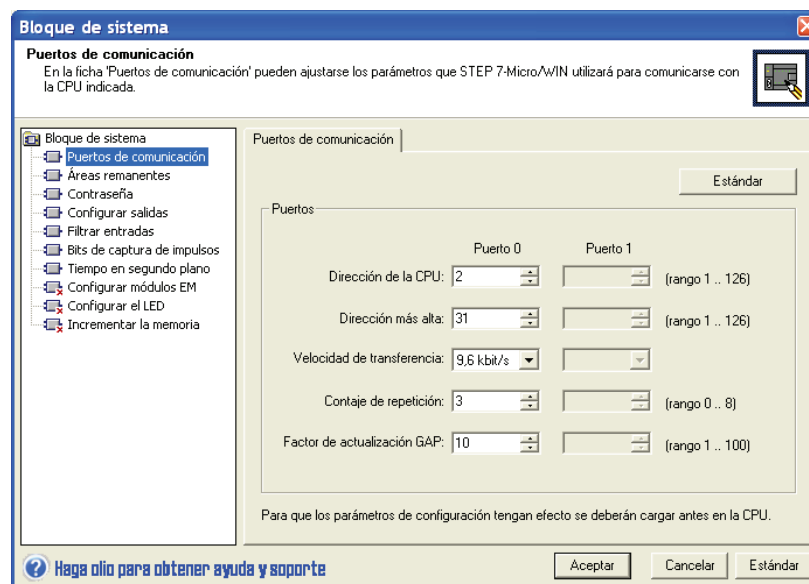 Bloque de sistema
Puertos de comunicación
En la ficha 'Puertos de comunicación' pueden ajustarse los parámetros que STEP 7-Micro/WIN utilizará para comunicarse con
la CPU indicada.
Bloque de sistema
Puertos de comunicación
Áreas remanentes
Contraseña
Configurar salidas
Filtrar entradas
Bits de captura de impulsos
Tiempo en segundo plano
Configurar módulos EM
Configurar el LED
Incrementar la memoria
Puertos de comunicación
Estándar
Puertos
Puerto 0 Puerto 1
Dirección de la CPU: 2 (rango 1 .. 126)
Dirección más alta: 31 (rango 1 .. 126)
Velocidad de transferencia: 9,6 kbit/s
Contaje de repetición: 3 (rango 0 .. 8)
Factor de actualización GAP: 10 (rango 1 .. 100)
Para que los parámetros de configuración tengan efecto se deberán cargar antes en la CPU.
Haga olio para obtener ayuda y soporte
Aceptar Cancelar Estándar